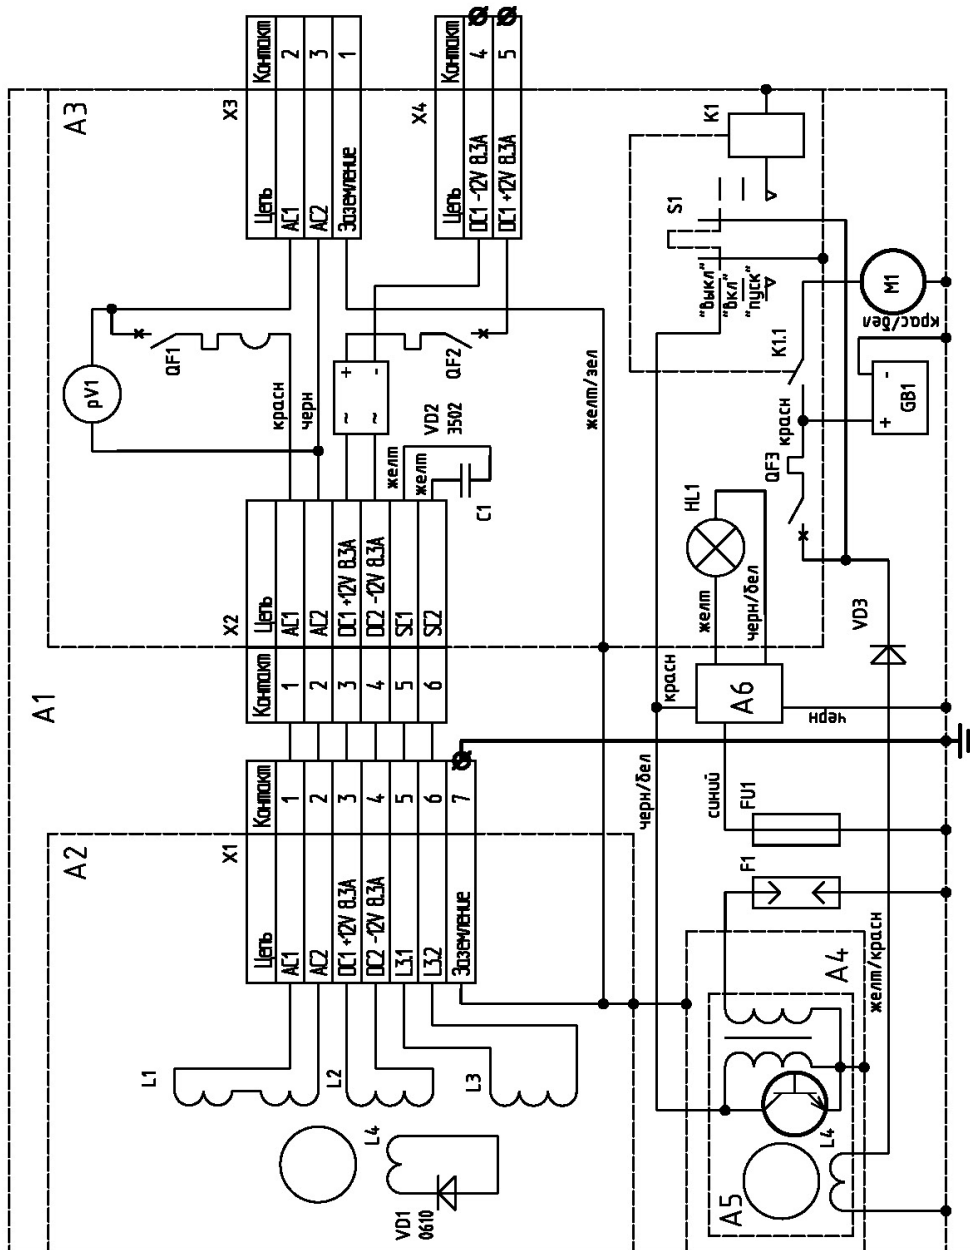 A1
A3
X3
Контакт
2
3
1
Цепь
AC1
AC2
Заземление
X4
Контакт
4
5
Цепь
DC1 -12V 8.3A
DC1 +12V 8.3A
K1
S1
"выкл"
"вкл"
"пуск"
K1.1
M1
крас/бел
GB1
+
-
красн
QF3
pV1
QF1
QF2
+
-
~
~
VD2
3502
красн
черн
желт
желт
C1
желт/зел
HL1
желт
черн/бел
VD3
X2
Цепь
AC1
AC2
DC1 +12V 8.3A
DC2 -12V 8.3A
SC1
SC2
Контакт
1
2
3
4
5
6
A6
красн
черн
черн/бел
синий
FU1
F1
A2
X1
Контакт
1
2
3
4
5
6
7
Цепь
AC1
AC2
DC1 +12V 8.3A
DC2 -12V 8.3A
L3.1
L3.2
Заземление
желт/красн
A4
L1
L2
L3
L4
VD1
0610
L4
A5